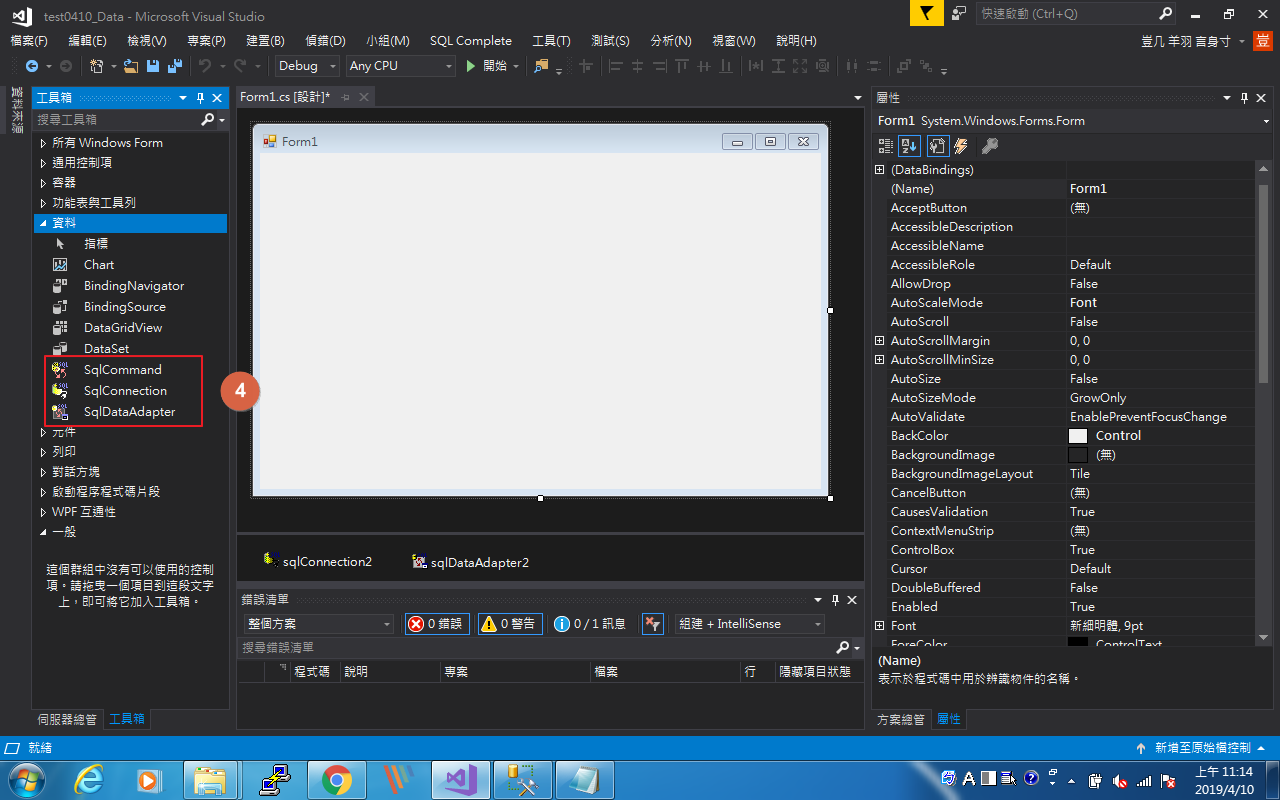 test0410_Data - Microsoft Visual Studio
快速啟動 (Ctrl+Q)
檔案(F) 編輯(E) 檢視(V) 專案(P) 建置(B) 偵錯(D) 小組(M) SQL Complete 工具(T) 測試(S) 分析(N) 視窗(W) 說明(H)
豈几 羊羽 言身寸
豈
Debug Any CPU 開始
資料來源
工具箱
搜尋工具箱
所有 Windows Form
通用控制項
容器
功能表與工具列
資料
指標
Chart
BindingNavigator
BindingSource
DataGridView
DataSet
SqlCommand
SqlConnection
SqlDataAdapter
元件
列印
對話方塊
啟動程序程式碼片段
WPF 互通性
一般
這個群組中沒有可以使用的控制
項。請拖曳一個項目到這段文字
上，即可將它加入工具箱。
伺服器總管 工具箱
4
Form1.cs [設計]*
Form1
sqlConnection2 sqlDataAdapter2
錯誤清單
整個方案 0 錯誤 0 警告 0 / 1 訊息 組建 + IntelliSense
搜尋錯誤清單
程式碼 說明 專案 檔案 行 隱藏項目狀態
屬性
Form1 System.Windows.Forms.Form
(DataBindings)
(Name) Form1
AcceptButton (無)
AccessibleDescription
AccessibleName
AccessibleRole Default
AllowDrop False
AutoScaleMode Font
AutoScroll False
AutoScrollMargin 0, 0
AutoScrollMinSize 0, 0
AutoSize False
AutoSizeMode GrowOnly
AutoValidate EnablePreventFocusChange
BackColor Control
BackgroundImage (無)
BackgroundImageLayout Tile
CancelButton (無)
CausesValidation True
ContextMenuStrip (無)
ControlBox True
Cursor Default
DoubleBuffered False
Enabled True
Font 新細明體, 9pt
ForeColor ControlText
(Name)
表示於程式碼中用於辨識物件的名稱。
方案總管 屬性
就緒
新增至原始檔控制
A
上午 11:14
2019/4/10